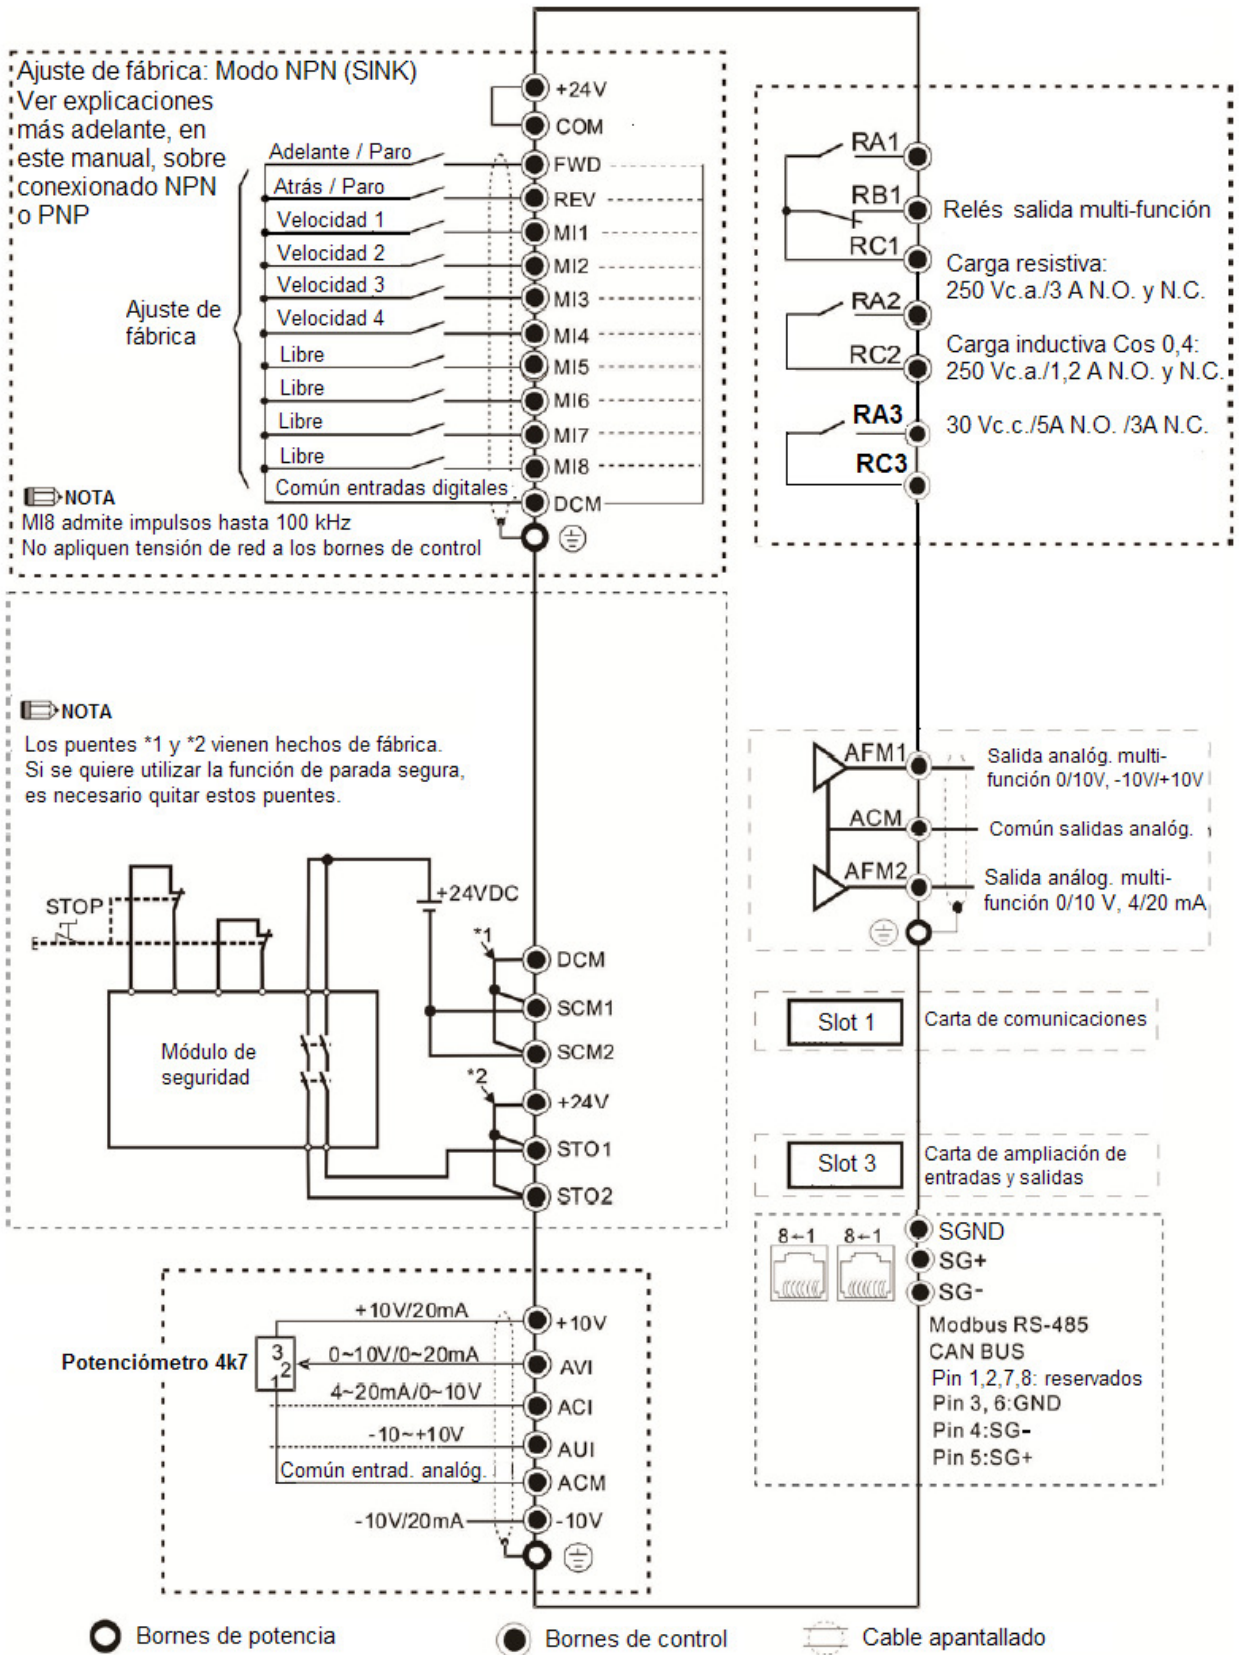 Ajuste de fábrica: Modo NPN (SINK)
Ver explicaciones
más adelante, en
este manual, sobre
conexionado NPN
o PNP
Ajuste de
fábrica
Adelante / Paro
Atrás / Paro
Velocidad 1
Velocidad 2
Velocidad 3
Velocidad 4
Libre
Libre
Libre
Libre
Común entradas digitales
+24V
COM
FWD
REV
MI1
MI2
MI3
MI4
MI5
MI6
MI7
MI8
DCM
NOTA
MI8 admite impulsos hasta 100 kHz
No apliquen tensión de red a los bornes de control
RA1
RB1
RC1
RA2
RC2
RA3
RC3
Relés salida multi-función
Carga resistiva:
250 Vc.a./3 A N.O. y N.C.
Carga inductiva Cos 0,4:
250 Vc.a./1,2 A N.O. y N.C.
30 Vc.c./5A N.O. /3A N.C.
NOTA
Los puentes *1 y *2 vienen hechos de fábrica.
Si se quiere utilizar la función de parada segura,
es necesario quitar estos puentes.
STOP
+24VDC
Módulo de
seguridad
*1
DCM
SCM1
SCM2
*2
+24V
STO1
STO2
AFM1
ACM
AFM2
Salida analóg. multi-
función 0/10V, -10V/+10V
Común salidas analóg.
Salida análog. multi-
función 0/10 V, 4/20 mA
Slot 1
Carta de comunicaciones
Slot 3
Carta de ampliación de
entradas y salidas
8←1
8←1
SGND
SG+
SG-
Modbus RS-485
CAN BUS
Pin 1,2,7,8: reservados
Pin 3, 6:GND
Pin 4:SG-
Pin 5:SG+
Potenciómetro 4k7
3
2
1
+10V/20mA
0~10V/0~20mA
4~20mA/0~10V
-10~+10V
Común entrad. analóg.
-10V/20mA
+10V
AVI
ACI
AUI
ACM
-10V
Bornes de potencia
Bornes de control
Cable apantallado